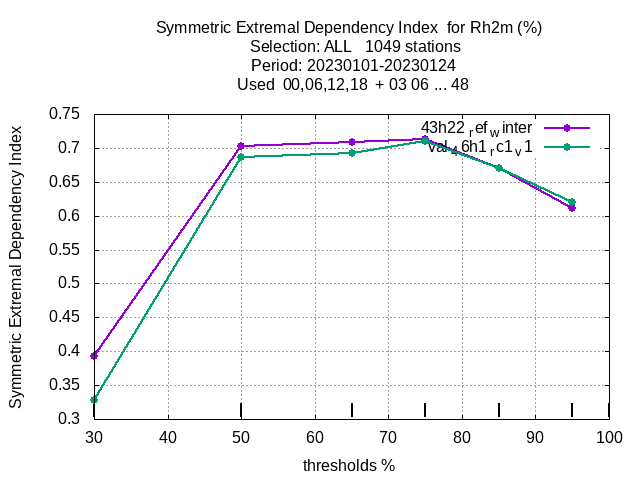 Symmetric Extremal Dependency Index  for Rh2m (%)
Selection: ALL   1049 stations
Period: 20230101-20230124
Used  00,06,12,18  + 03 06 ... 48
43h22refwinter
val46h1rc1v1
Symmetric Extremal Dependency Index
0.75
0.7
0.65
0.6
0.55
0.5
0.45
0.4
0.35
0.3
30 40 50 60 70 80 90 100
thresholds %